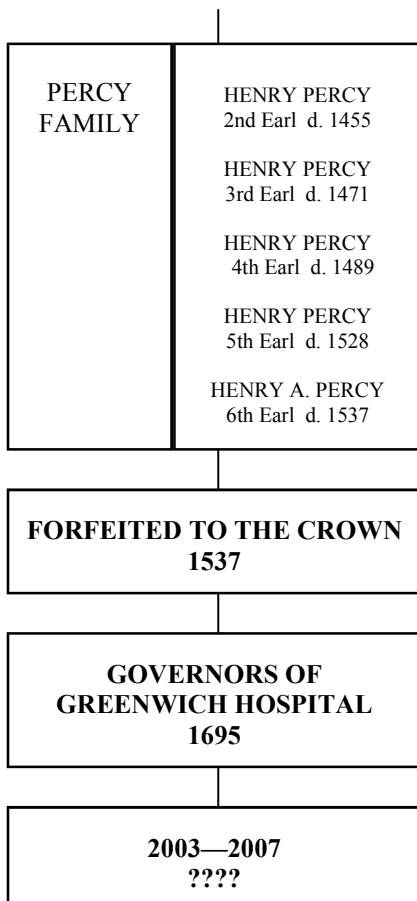 PERCY
FAMILY
HENRY PERCY
2nd Earl d. 1455
HENRY PERCY
3rd Earl d. 1471
HENRY PERCY
4th Earl d. 1489
HENRY PERCY
5th Earl d. 1528
HENRY A. PERCY
6th Earl d. 1537
FORFEITED TO THE CROWN
1537
GOVERNORS OF
GREENWICH HOSPITAL
1695
2003—2007
????